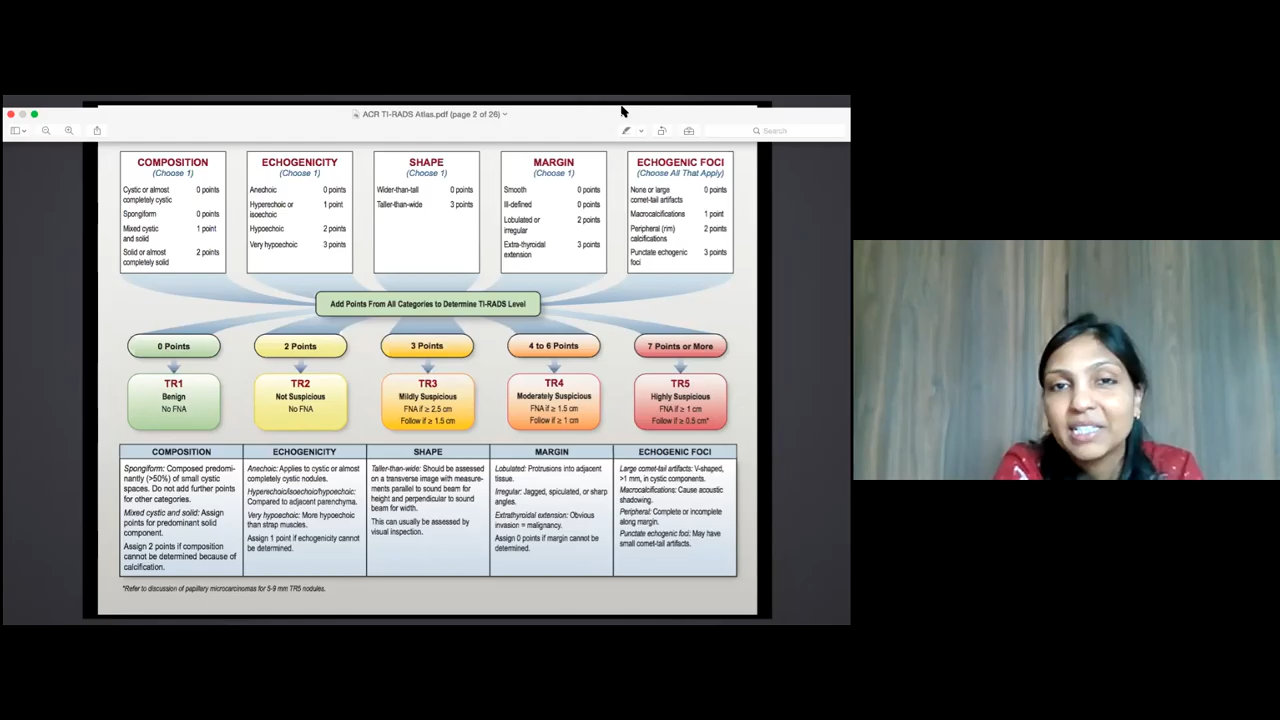 ACR TI-RADS Atlas.pdf (page 2 of 26)
Search
COMPOSITION
(Choose 1)
Cystic or almost 0 points
completely cystic
Spongiform 0 points
Mixed cystic 1 point
and solid
Solid or almost 2 points
completely solid
ECHOGENICITY
(Choose 1)
Anechoic 0 points
Hyperechoic or 1 point
isoechoic
Hypoechoic 2 points
Very hypoechoic 3 points
SHAPE
(Choose 1)
Wider-than-tall 0 points
Taller-than-wide 3 points
MARGIN
(Choose 1)
Smooth 0 points
Ill-defined 0 points
Lobulated or 2 points
irregular
Extra-thyroidal 3 points
extension
ECHOGENIC FOCI
(Choose All That Apply)
None or large 0 points
comet-tail artifacts
Macrocalcifications 1 point
Peripheral (rim) 2 points
calcifications
Punctate echogenic 3 points
foci
Add Points From All Categories to Determine TI-RADS Level
0 Points
2 Points
3 Points
4 to 6 Points
7 Points or More
TR1
Benign
No FNA
TR2
Not Suspicious
No FNA
TR3
Mildly Suspicious
FNA if ≥ 2.5 cm
Follow if ≥ 1.5 cm
TR4
Moderately Suspicious
FNA if ≥ 1.5 cm
Follow if ≥ 1 cm
TR5
Highly Suspicious
FNA if ≥ 1 cm
Follow if ≥ 0.5 cm*
COMPOSITION
Spongiform: Composed predomi-
nantly (>50%) of small cystic
spaces. Do not add further points
for other categories.
Mixed cystic and solid: Assign
points for predominant solid
component.
Assign 2 points if composition
cannot be determined because of
calcification.
ECHOGENICITY
Anechoic: Applies to cystic or almost
completely cystic nodules.
Hyperechoic/isoechoic/hypoechoic:
Compared to adjacent parenchyma.
Very hypoechoic: More hypoechoic
than strap muscles.
Assign 1 point if echogenicity cannot
be determined.
SHAPE
Taller-than-wide: Should be assessed
on a transverse image with measure-
ments parallel to sound beam for
height and perpendicular to sound
beam for width.
This can usually be assessed by
visual inspection.
MARGIN
Lobulated: Protrusions into adjacent
tissue.
Irregular: Jagged, spiculated, or sharp
angles.
Extrathyroidal extension: Obvious
invasion = malignancy.
Assign 0 points if margin cannot be
determined.
ECHOGENIC FOCI
Large comet-tail artifacts: V-shaped,
>1 mm, in cystic components.
Macrocalcifications: Cause acoustic
shadowing.
Peripheral: Complete or incomplete
along margin.
Punctate echogenic foci: May have
small comet-tail artifacts.
*Refer to discussion of papillary microcarcinomas for 5-9 mm TR5 nodules.